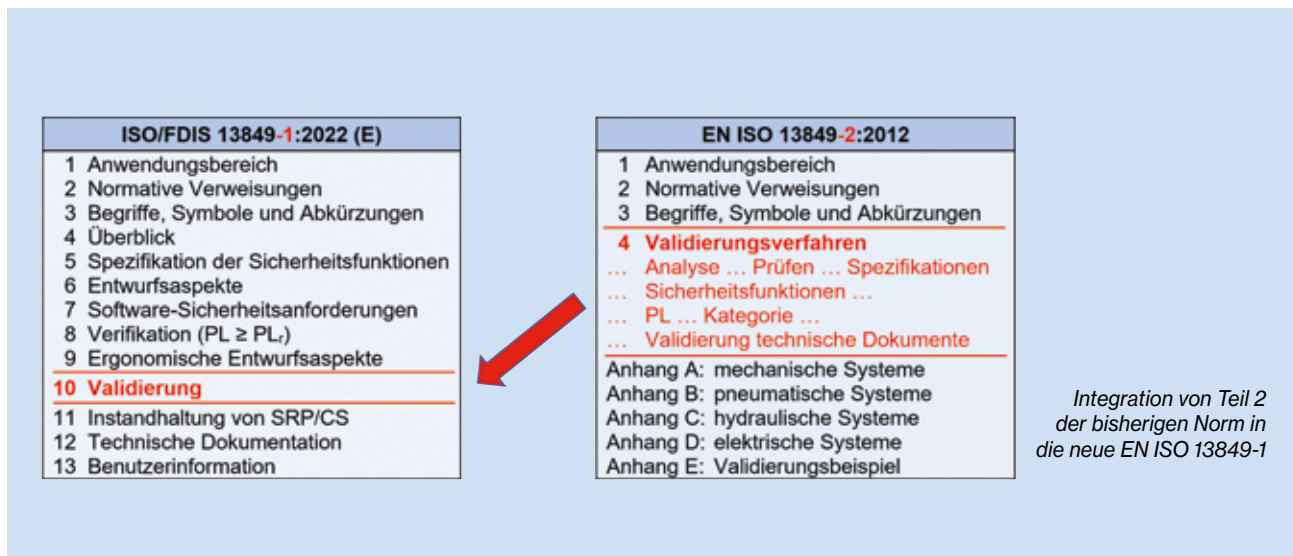 ISO/FDIS 13849-1:2022 (E)
1 Anwendungsbereich
2 Normative Verweisungen
3 Begriffe, Symbole und Abkürzungen
4 Überblick
5 Spezifikation der Sicherheitsfunktionen
6 Entwurfsaspekte
7 Software-Sicherheitsanforderungen
8 Verifikation (PL ≥ PLr)
9 Ergonomische Entwurfsaspekte
10 Validierung
11 Instandhaltung von SRP/CS
12 Technische Dokumentation
13 Benutzerinformation
EN ISO 13849-2:2012
1 Anwendungsbereich
2 Normative Verweisungen
3 Begriffe, Symbole und Abkürzungen
4 Validierungsverfahren
... Analyse ... Prüfen ... Spezifikationen
... Sicherheitsfunktionen ...
... PL ... Kategorie ...
... Validierung technische Dokumente
Anhang A: mechanische Systeme
Anhang B: pneumatische Systeme
Anhang C: hydraulische Systeme
Anhang D: elektrische Systeme
Anhang E: Validierungsbeispiel
Integration von Teil 2
der bisherigen Norm in
die neue EN ISO 13849-1